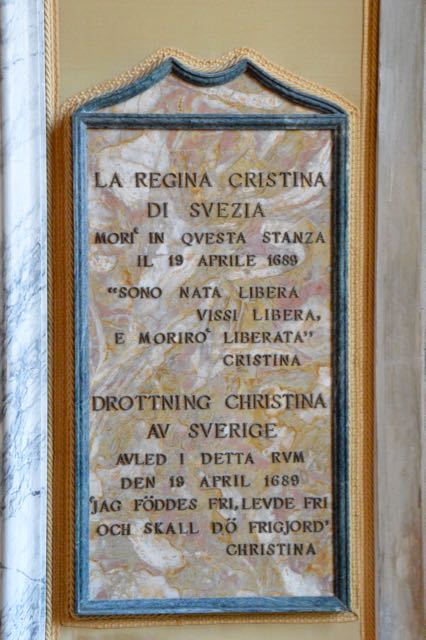 LA REGINA CRISTINA
DI SVEZIA
MORI' IN QVESTA STANZA
IL 19 APRILE 1689
"SONO NATA LIBERA
VISSI LIBERA,
E MORIRO' LIBERATA"
CRISTINA
DROTTNING CHRISTINA
AV SVERIGE
AVLED I DETTA RVM
DEN 19 APRIL 1689
'JAG FÖDDES FRI, LEVDE FRI
OCH SKALL DÖ FRIGJORD'
CHRISTINA